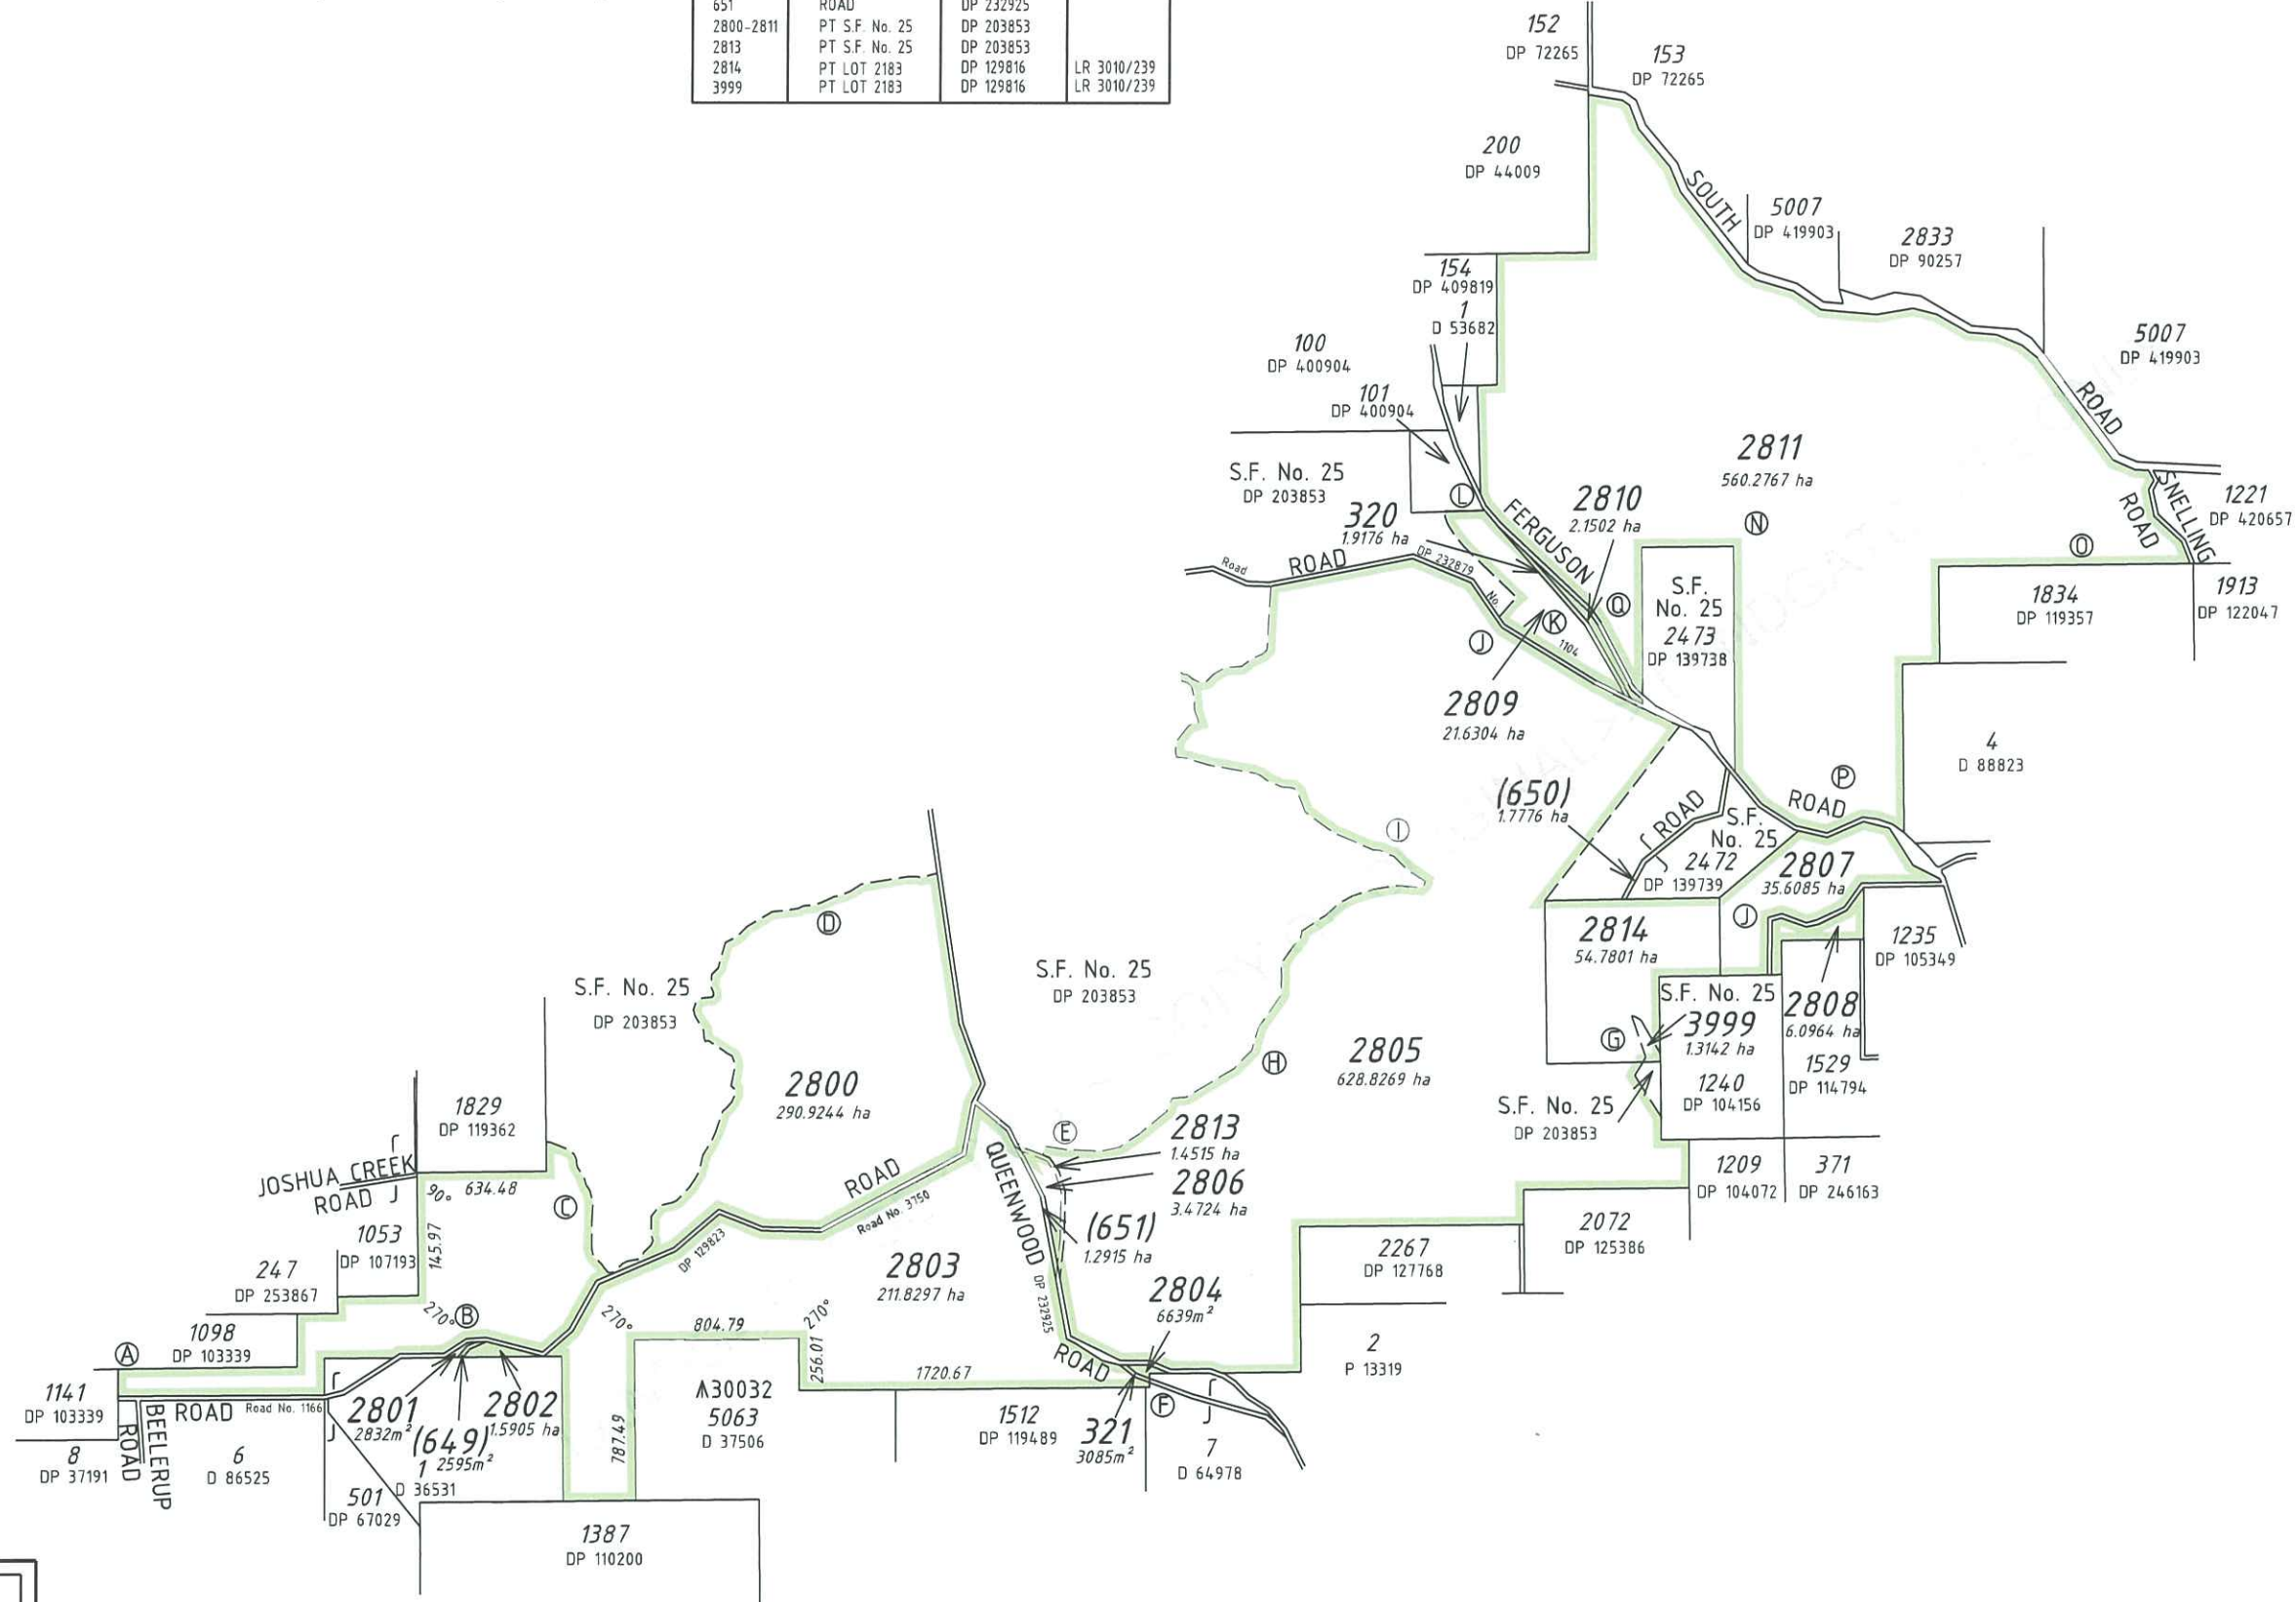 651 ROAD DP 232925
2800-2811 PT S.F. No. 25 DP 203853
2813 PT S.F. No. 25 DP 203853
2814 PT LOT 2183 DP 129816 LR 3010/239
3999 PT LOT 2183 DP 129816 LR 3010/239
152
DP 72265
153
DP 72265
200
DP 44009
SOUTH
5007
DP 419903
2833
DP 90257
154
DP 409819
1
D 53682
100
DP 400904
101
DP 400904
5007
DP 419903
ROAD
S.F. No. 25
DP 203853
2811
560.2767 ha
L
FERGUSON
2810
2.1502 ha
320
1.9176 ha
N
SNELLING
ROAD
1221
DP 420657
Road
ROAD
DP 232879
No.
1104
O
S.F.
No. 25
2473
DP 139738
1834
DP 119357
1913
DP 122047
Q
K
J
2809
21.6304 ha
4
D 88823
P
ROAD
(650)
1.7776 ha
ROAD
S.F.
No. 25
2472
DP 139739
I
2807
35.6085 ha
D
J
2814
54.7801 ha
1235
DP 105349
S.F. No. 25
DP 203853
S.F. No. 25
DP 203853
S.F. No. 25
3999
1.3142 ha
2808
6.0964 ha
G
H
2805
628.8269 ha
1529
DP 114794
1240
DP 104156
2800
290.9244 ha
1829
DP 119362
S.F. No. 25
DP 203853
E
2813
1.4515 ha
JOSHUA CREEK
ROAD
90°
634.48
C
ROAD
Road No. 3750
QUEENWOOD
2806
3.4724 ha
1209
DP 104072
371
DP 246163
1053
DP 107193
145.97
DP 129823
(651)
1.2915 ha
2072
DP 125386
247
DP 253867
2803
211.8297 ha
2267
DP 127768
DP 232925
2804
6639m²
270°
B
270°
804.79
270°
256.01
1098
DP 103339
A
ROAD
2
P 13319
1720.67
1141
DP 103339
ROAD
Road No. 1166
BEELERUP
ROAD
2801
2832m²
2802
1.5905 ha
(649)
2595m²
1
D 36531
787.49
A30032
5063
D 37506
1512
DP 119489
321
3085m²
F
7
D 64978
8
DP 37191
6
D 86525
501
DP 67029
1387
DP 110200